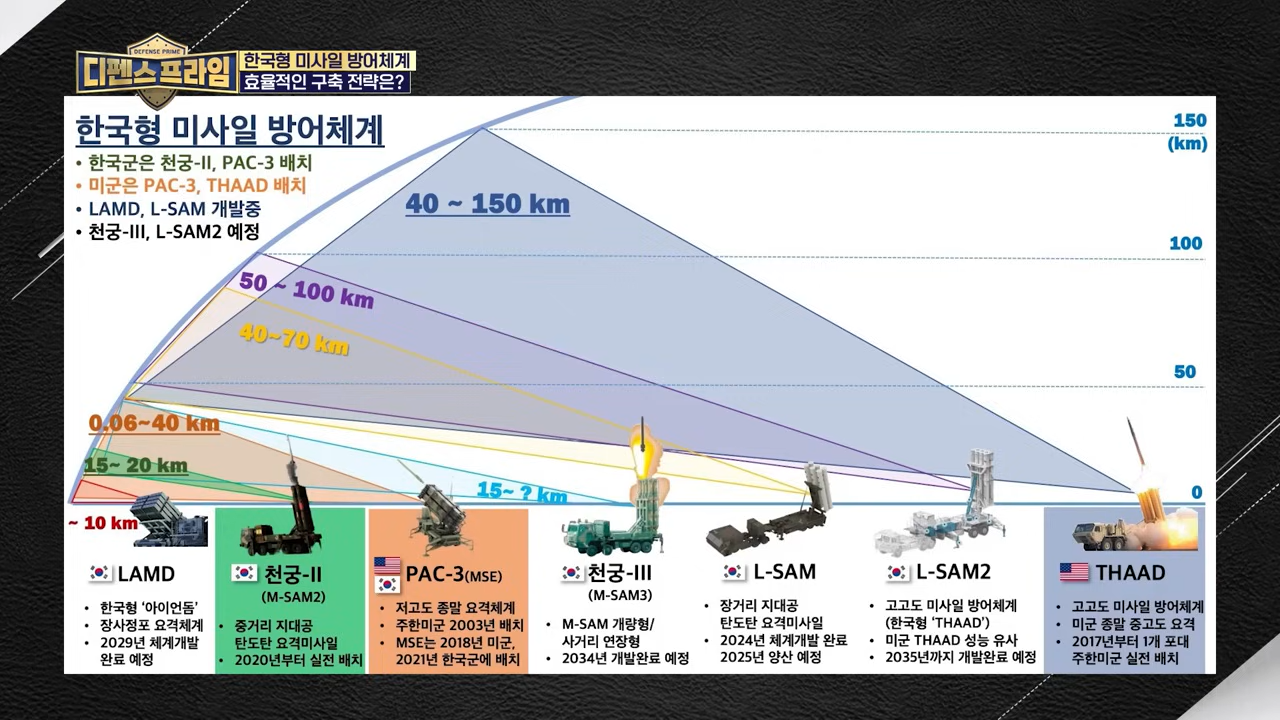 DEFENSE PRIME
디펜스 프라임
한국형 미사일 방어체계
효율적인 구축 전략은?
한국형 미사일 방어체계
• 한국군은 천궁-II, PAC-3 배치
• 미군은 PAC-3, THAAD 배치
• LAMD, L-SAM 개발중
• 천궁-III, L-SAM2 예정
150
(km)
40 ~ 150 km
100
50 ~ 100 km
40~70 km
50
0.06~40 km
15~ 20 km
15~ ? km
0
~ 10 km
LAMD
• 한국형 ‘아이언돔’
• 장사정포 요격체계
• 2029년 체계개발
완료 예정
천궁-II
(M-SAM2)
• 중거리 지대공
탄도탄 요격미사일
• 2020년부터 실전 배치
PAC-3(MSE)
• 저고도 종말 요격체계
• 주한미군 2003년 배치
• MSE는 2018년 미군,
2021년 한국군에 배치
천궁-III
(M-SAM3)
• M-SAM 개량형/
사거리 연장형
• 2034년 개발완료 예정
L-SAM
• 장거리 지대공
탄도탄 요격미사일
• 2024년 체계개발 완료
2025년 양산 예정
L-SAM2
• 고고도 미사일 방어체계
(한국형 ‘THAAD’)
• 미군 THAAD 성능 유사
• 2035년까지 개발완료 예정
THAAD
• 고고도 미사일 방어체계
• 미군 종말 중고도 요격
• 2017년부터 1개 포대
주한미군 실전 배치